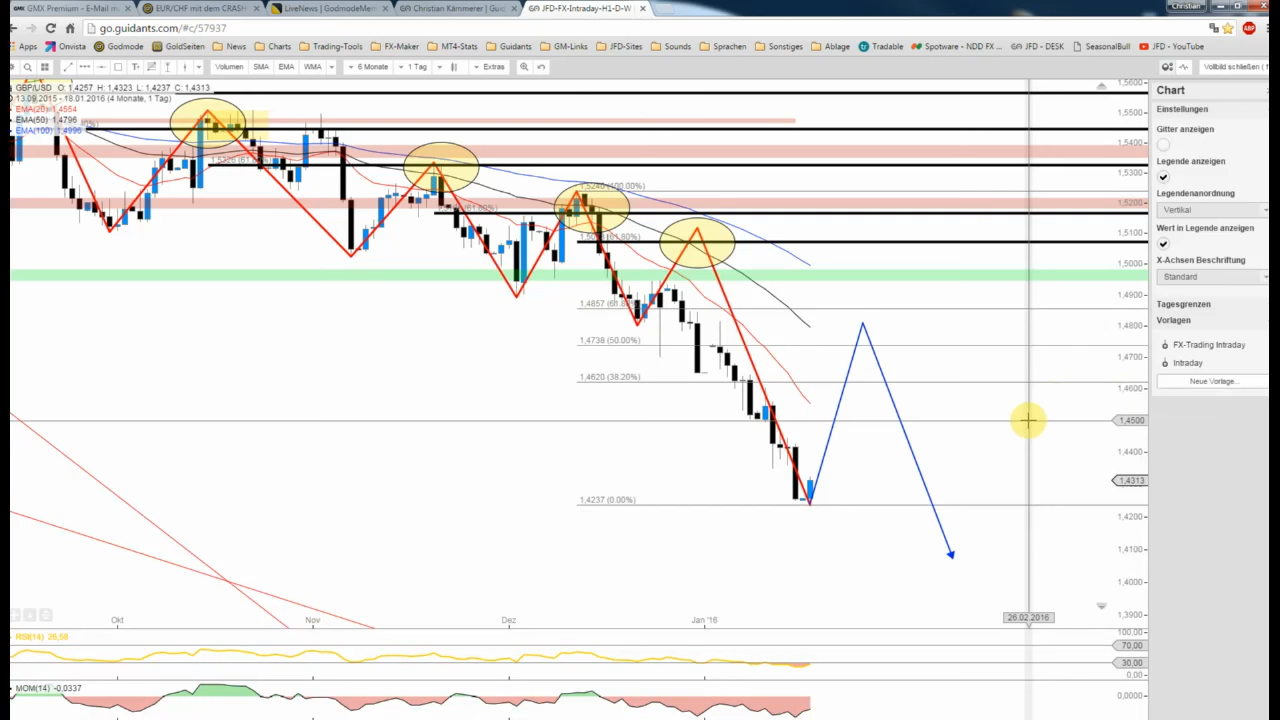 GMX Premium - E-Mail m
EUR/CHF mit dem CRASH-
LiveNews | GodmodeMem
Christian Kämmerer | Guid
JFD-FX-Intraday-H1-D-W
Christian
go.guidants.com/#c/57937
Apps Onvista Godmode GoldSeiten News Charts Trading-Tools FX-Maker MT4-Stats Guidants GM-Links JFD-Sites Sounds Sprachen Sonstiges Ablage Tradable Spotware - NDD FX ... JFD - DESK SeasonalBull JFD - YouTube
Volumen SMA EMA WMA 6 Monate 1 Tag Extras Vollbild schließen (
GBP/USD O: 1,4257 H: 1,4323 L: 1,4237 C: 1,4313
13.09.2015 - 18.01.2016 (4 Monate, 1 Tag)
EMA(20) 1,4554
EMA(50) 1,4796
EMA(100) 1,4996
1,5246 (100.00%)
1,4857 (61.8
1,4738 (50.00%)
1,4620 (38.20%)
1,4237 (0.00%)
1,5600
1,5500
1,5400
1,5300
1,5200
1,5100
1,5000
1,4900
1,4800
1,4700
1,4600
1,4500
1,4400
1,4313
1,4200
1,4100
1,4000
1,3900
Okt Nov Dez Jan '16 26.02.2016
RSI(14) 26,58
100.00
70.00
30.00
0.00
MOM(14) -0,0337
0,0000
Chart
Einstellungen
Gitter anzeigen
Legende anzeigen
Legendenanordnung
Vertikal
Wert in Legende anzeigen
X-Achsen Beschriftung
Standard
Tagesgrenzen
Vorlagen
FX-Trading Intraday
Intraday
Neue Vorlage...